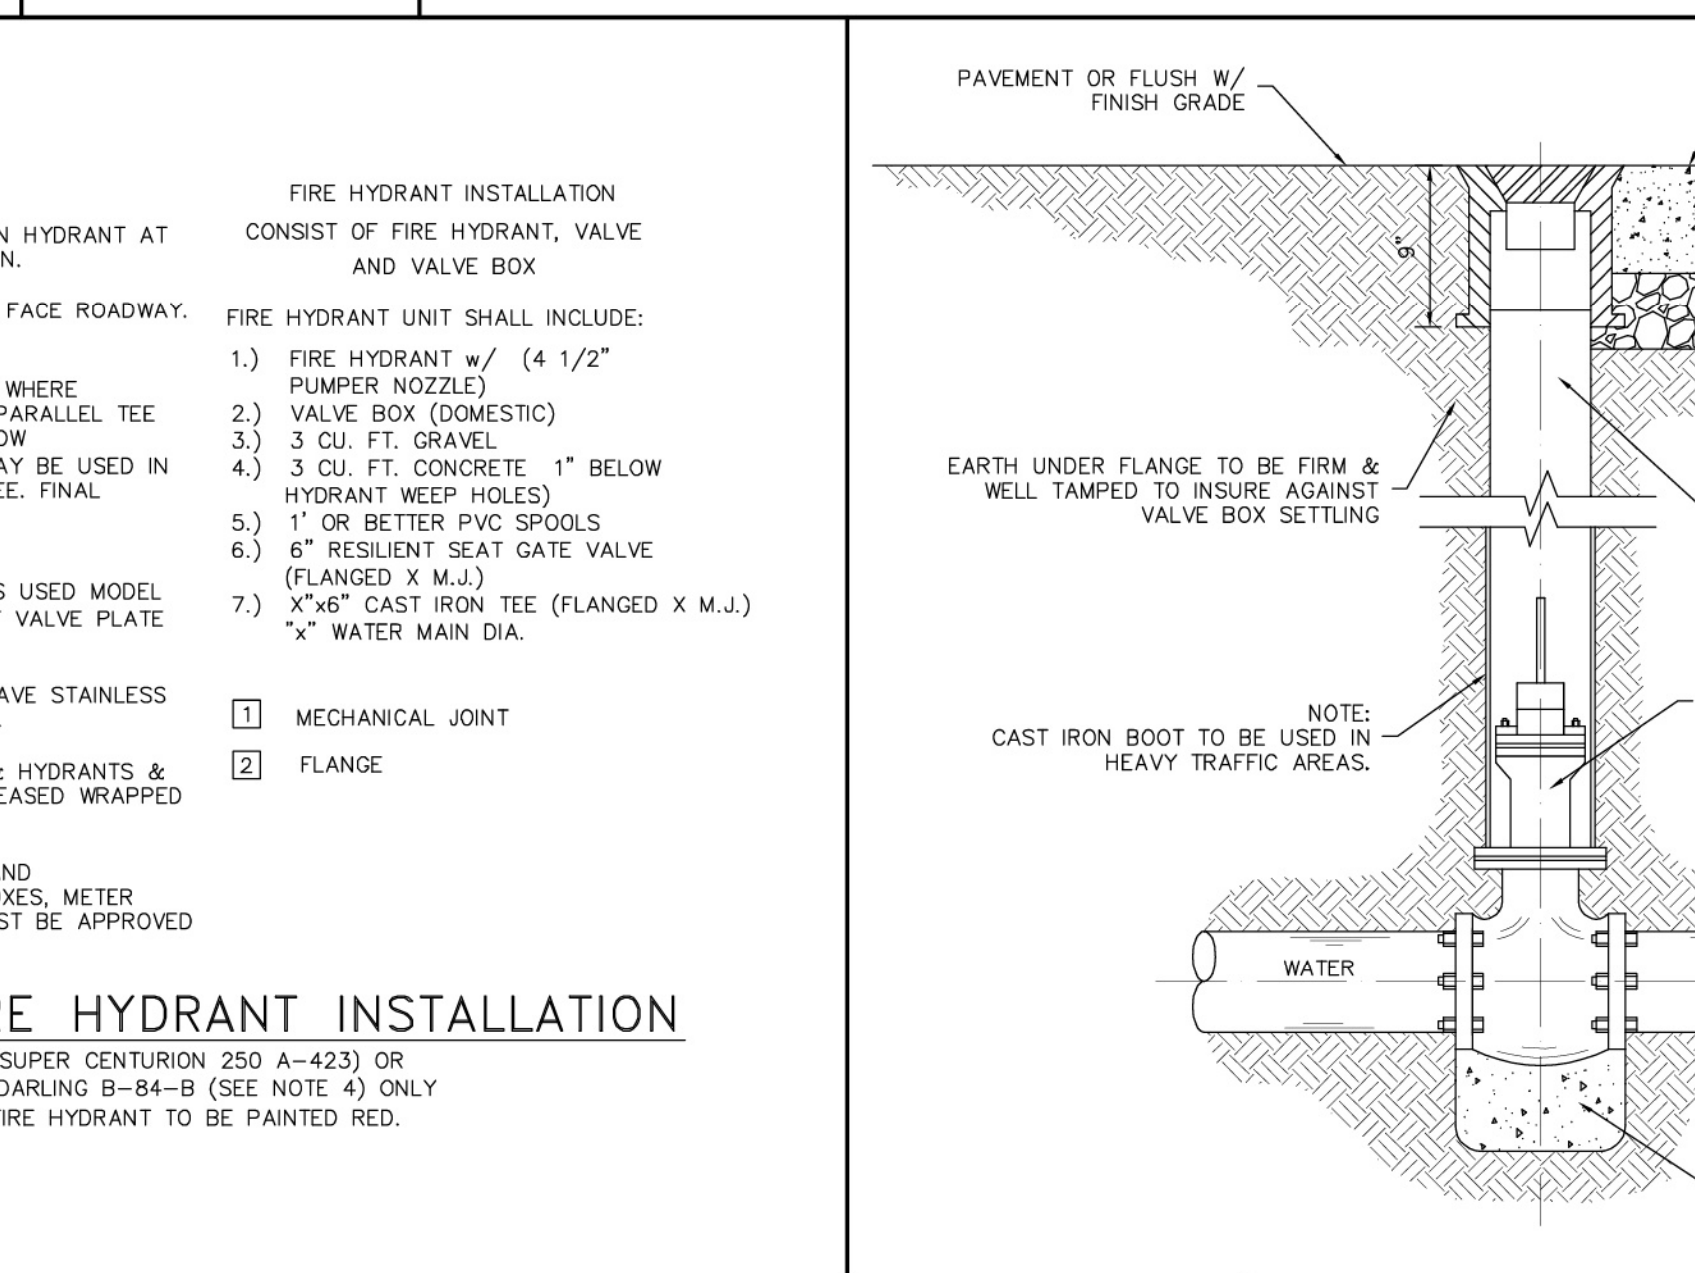 N HYDRANT AT
N.
FACE ROADWAY.
WHERE
PARALLEL TEE
OW
AY BE USED IN
EE. FINAL
S USED MODEL
VALVE PLATE
AVE STAINLESS
& HYDRANTS &
EASED WRAPPED
AND
OXES, METER
ST BE APPROVED
FIRE HYDRANT INSTALLATION
CONSIST OF FIRE HYDRANT, VALVE
AND VALVE BOX
FIRE HYDRANT UNIT SHALL INCLUDE:
1.) FIRE HYDRANT w/ (4 1/2"
PUMPER NOZZLE)
2.) VALVE BOX (DOMESTIC)
3.) 3 CU. FT. GRAVEL
4.) 3 CU. FT. CONCRETE 1" BELOW
HYDRANT WEEP HOLES)
5.) 1' OR BETTER PVC SPOOLS
6.) 6" RESILIENT SEAT GATE VALVE
(FLANGED X M.J.)
7.) X"x6" CAST IRON TEE (FLANGED X M.J.)
"x" WATER MAIN DIA.
1 MECHANICAL JOINT
2 FLANGE
RE HYDRANT INSTALLATION
(SUPER CENTURION 250 A-423) OR
DARLING B-84-B (SEE NOTE 4) ONLY
FIRE HYDRANT TO BE PAINTED RED.
PAVEMENT OR FLUSH W/
FINISH GRADE
9"
EARTH UNDER FLANGE TO BE FIRM &
WELL TAMPED TO INSURE AGAINST
VALVE BOX SETTLING
NOTE:
CAST IRON BOOT TO BE USED IN
HEAVY TRAFFIC AREAS.
WATER